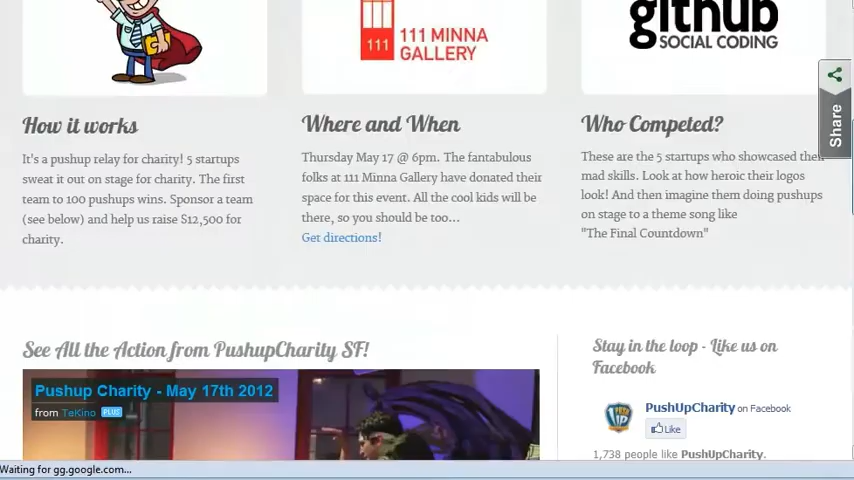 111
111 MINNA
GALLERY
github
SOCIAL CODING
Share
How it works
It's a pushup relay for charity! 5 startups
sweat it out on stage for charity. The first
team to 100 pushups wins. Sponsor a team
(see below) and help us raise $12,500 for
charity.
Where and When
Thursday May 17 @ 6pm. The fantabulous
folks at 111 Minna Gallery have donated their
space for this event. All the cool kids will be
there, so you should be too...
Get directions!
Who Competed?
These are the 5 startups who showcased their
mad skills. Look at how heroic their logos
look! And then imagine them doing pushups
on stage to a theme song like
"The Final Countdown"
See All the Action from PushupCharity SF!
Pushup Charity - May 17th 2012
from TeKino PLUS
Stay in the loop - Like us on
Facebook
PushUpCharity on Facebook
Like
1,738 people like PushUpCharity.
Waiting for gg.google.com...